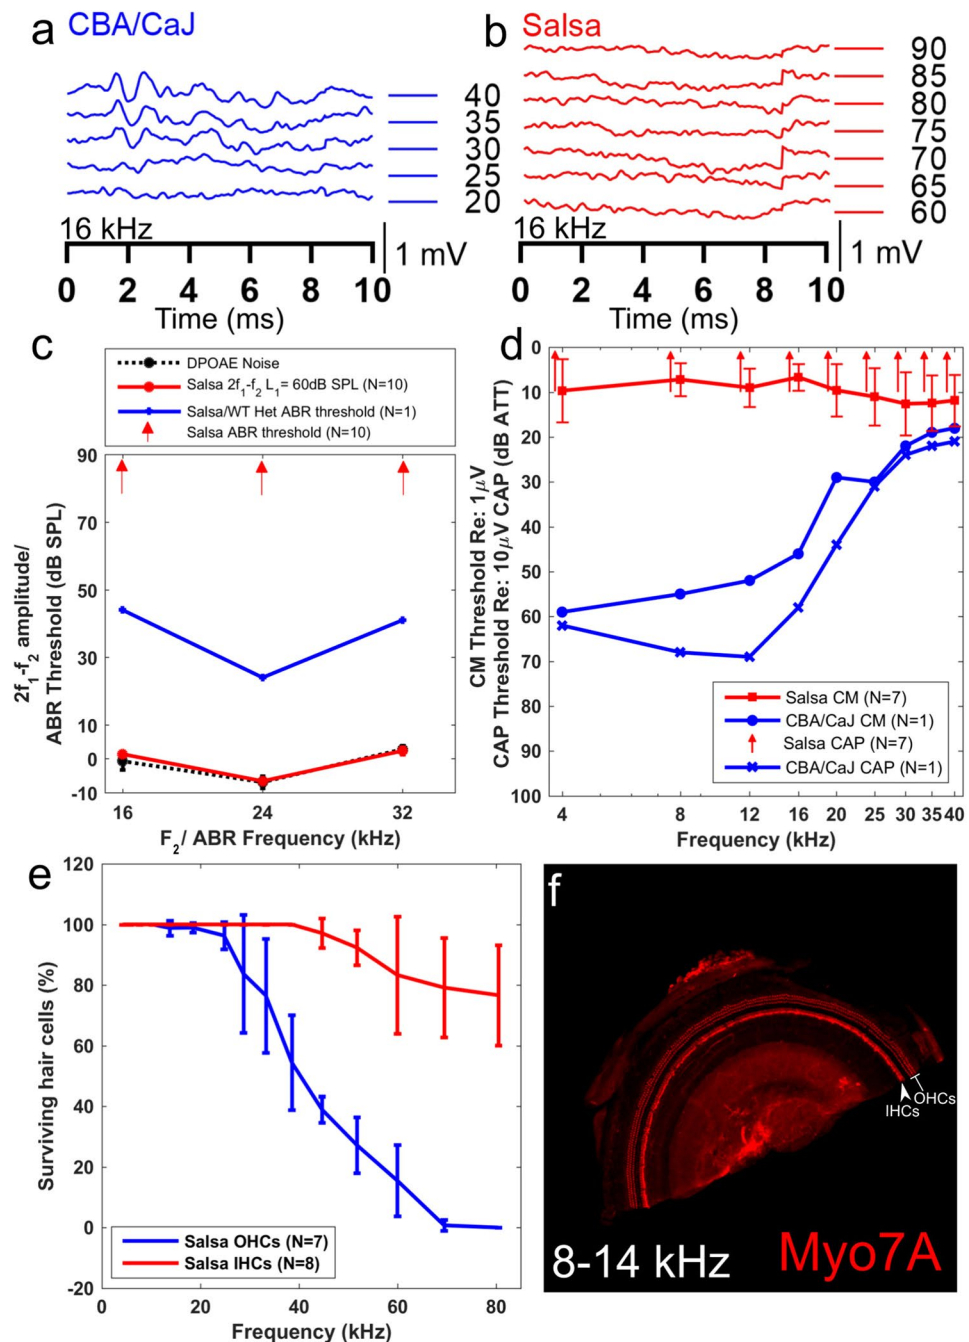 a CBA/CaJ
40
35
30
25
20
16 kHz
1 mV
0 2 4 6 8 10
Time (ms)
b Salsa
90
85
80
75
70
65
60
16 kHz
1 mV
0 2 4 6 8 10
Time (ms)
c
DPOAE Noise
Salsa 2f1-f2 L1= 60dB SPL (N=10)
Salsa/WT Het ABR threshold (N=1)
Salsa ABR threshold (N=10)
2f1-f2 amplitude/
ABR Threshold (dB SPL)
90
70
50
30
10
0
-10
16 24 32
F2/ ABR Frequency (kHz)
d
CM Threshold Re: 1μV
CAP Threshold Re: 10μV CAP (dB ATT)
0
10
20
30
40
50
60
70
80
90
100
Salsa CM (N=7)
CBA/CaJ CM (N=1)
Salsa CAP (N=7)
CBA/CaJ CAP (N=1)
4 8 12 16 20 25 30 35 40
Frequency (kHz)
e
Surviving hair cells (%)
120
100
80
60
40
20
0
-20
Salsa OHCs (N=7)
Salsa IHCs (N=8)
0 20 40 60 80
Frequency (kHz)
f
OHCs
IHCs
8-14 kHz Myo7A